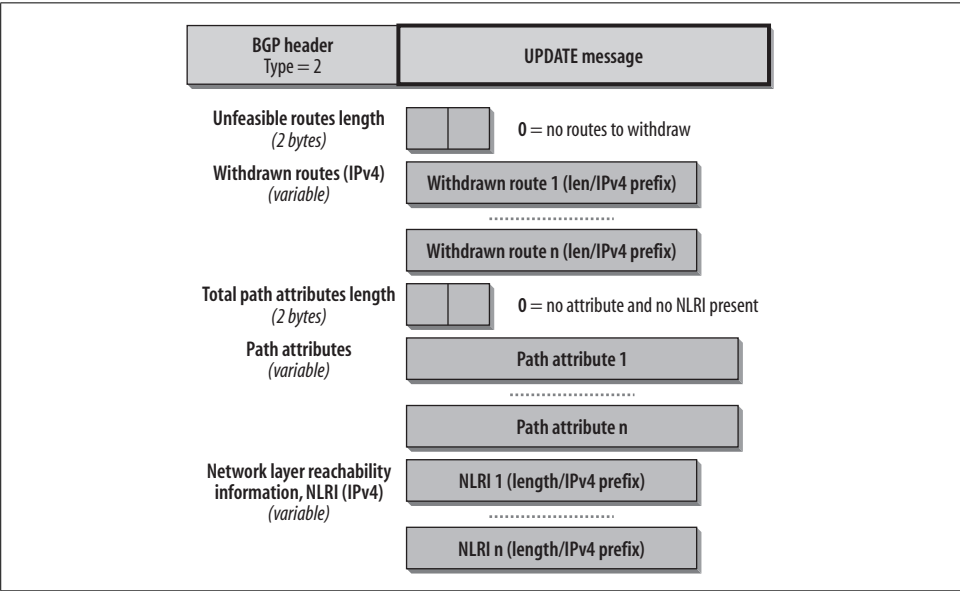 BGP header
Type = 2
UPDATE message
Unfeasible routes length
(2 bytes)
0 = no routes to withdraw
Withdrawn routes (IPv4)
(variable)
Withdrawn route 1 (len/IPv4 prefix)
Withdrawn route n (len/IPv4 prefix)
Total path attributes length
(2 bytes)
0 = no attribute and no NLRI present
Path attributes
(variable)
Path attribute 1
Path attribute n
Network layer reachability
information, NLRI (IPv4)
(variable)
NLRI 1 (length/IPv4 prefix)
NLRI n (length/IPv4 prefix)